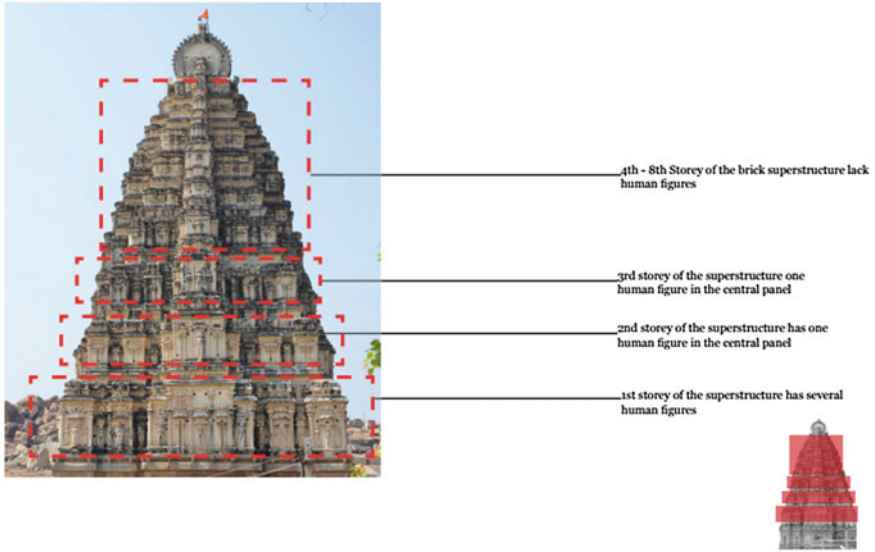 4th - 8th Storey of the brick superstructure lack
human figures
3rd storey of the superstructure one
human figure in the central panel
2nd storey of the superstructure has one
human figure in the central panel
1st storey of the superstructure has several
human figures